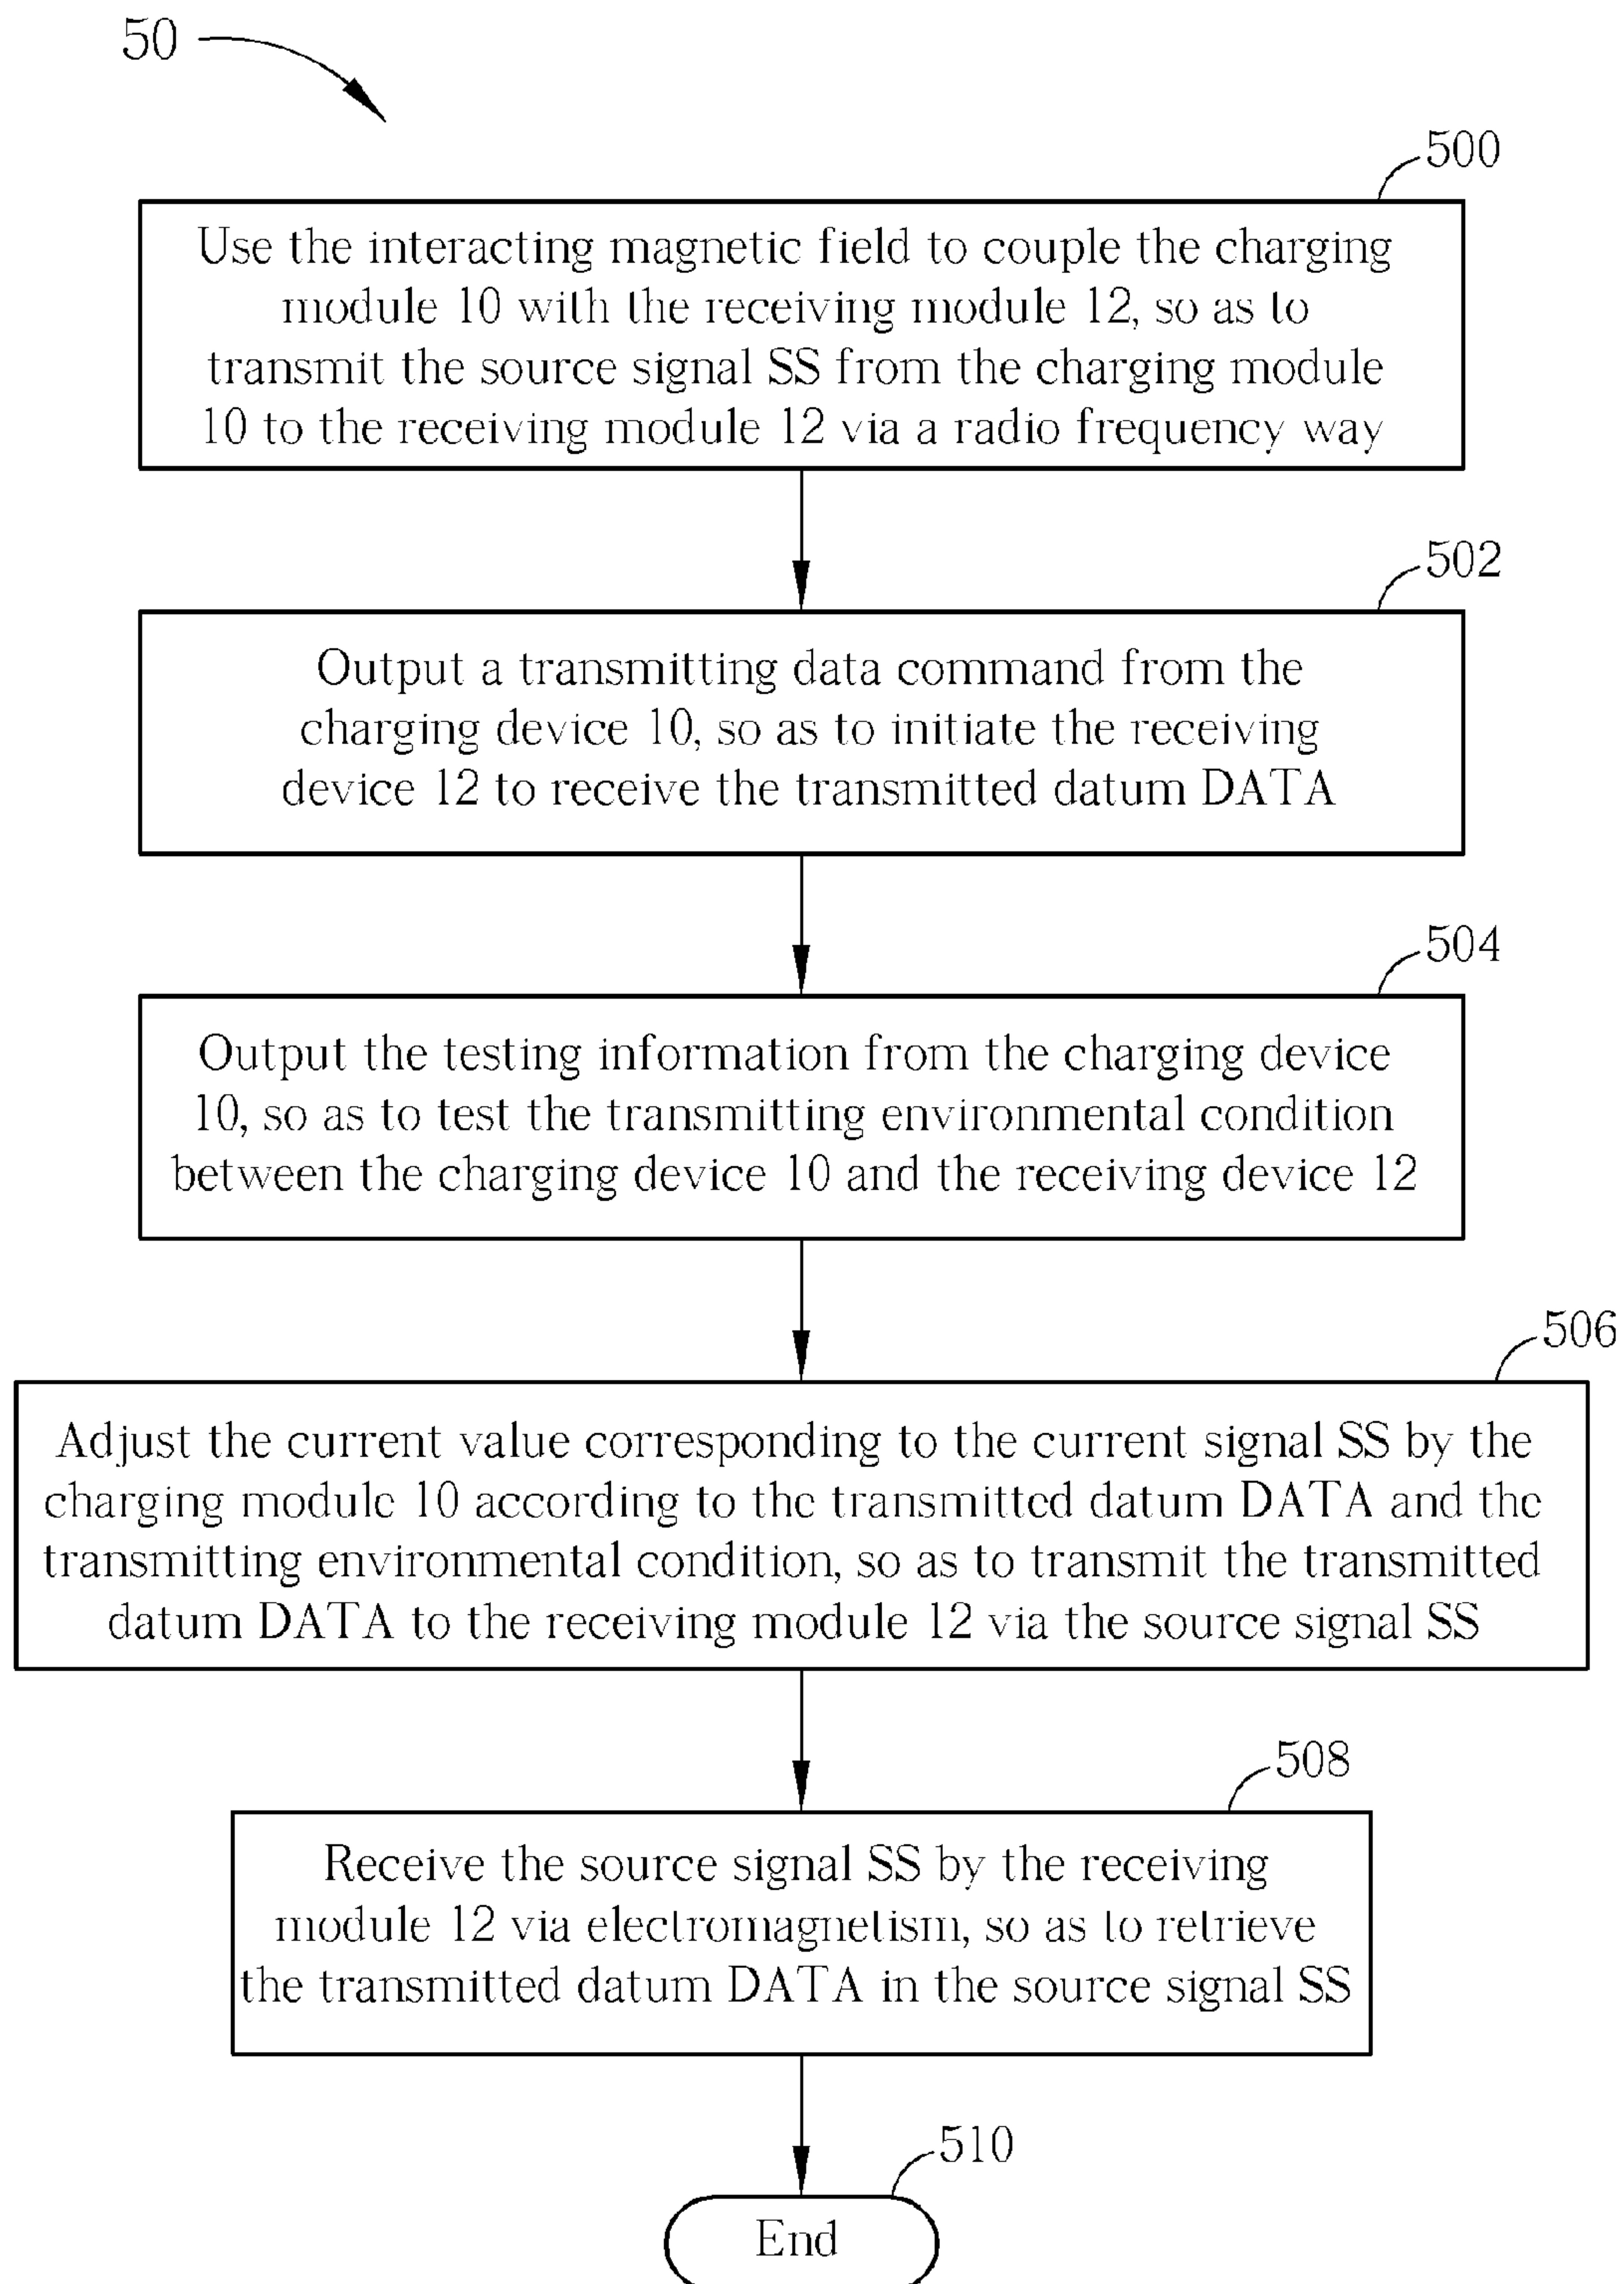 50
500
Use the interacting magnetic field to couple the charging
module 10 with the receiving module 12, so as to
transmit the source signal SS from the charging module
10 to the receiving module 12 via a radio frequency way
502
Output a transmitting data command from the
charging device 10, so as to initiate the receiving
device 12 to receive the transmitted datum DATA
504
Output the testing information from the charging device
10, so as to test the transmitting environmental condition
between the charging device 10 and the receiving device 12
506
Adjust the current value corresponding to the current signal SS by the
charging module 10 according to the transmitted datum DATA and the
transmitting environmental condition, so as to transmit the transmitted
datum DATA to the receiving module 12 via the source signal SS
508
Receive the source signal SS by the receiving
module 12 via electromagnetism, so as to retrieve
the transmitted datum DATA in the source signal SS
510
End